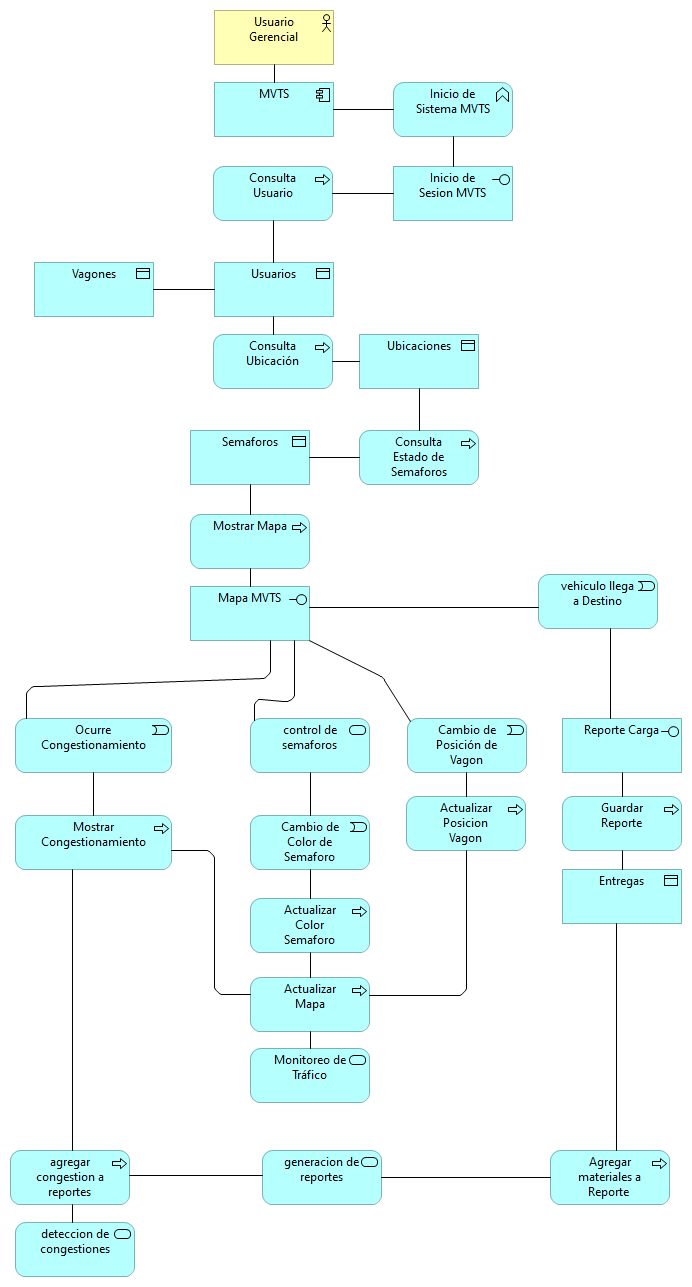 Usuario
Gerencial
MVTS
Inicio de
Sistema MVTS
Consulta
Usuario
Inicio de
Sesion MVTS
Vagones
Usuarios
Consulta
Ubicación
Ubicaciones
Semaforos
Consulta
Estado de
Semaforos
Mostrar Mapa
Mapa MVTS
vehiculo llega
a Destino
Ocurre
Congestionamiento
control de
semaforos
Cambio de
Posición de
Vagon
Reporte Carga
Mostrar
Congestionamiento
Cambio de
Color de
Semaforo
Actualizar
Posicion
Vagon
Guardar
Reporte
Actualizar
Color
Semaforo
Entregas
Actualizar
Mapa
Monitoreo de
Tráfico
agregar
congestion a
reportes
generacion de
reportes
Agregar
materiales a
Reporte
deteccion de
congestiones